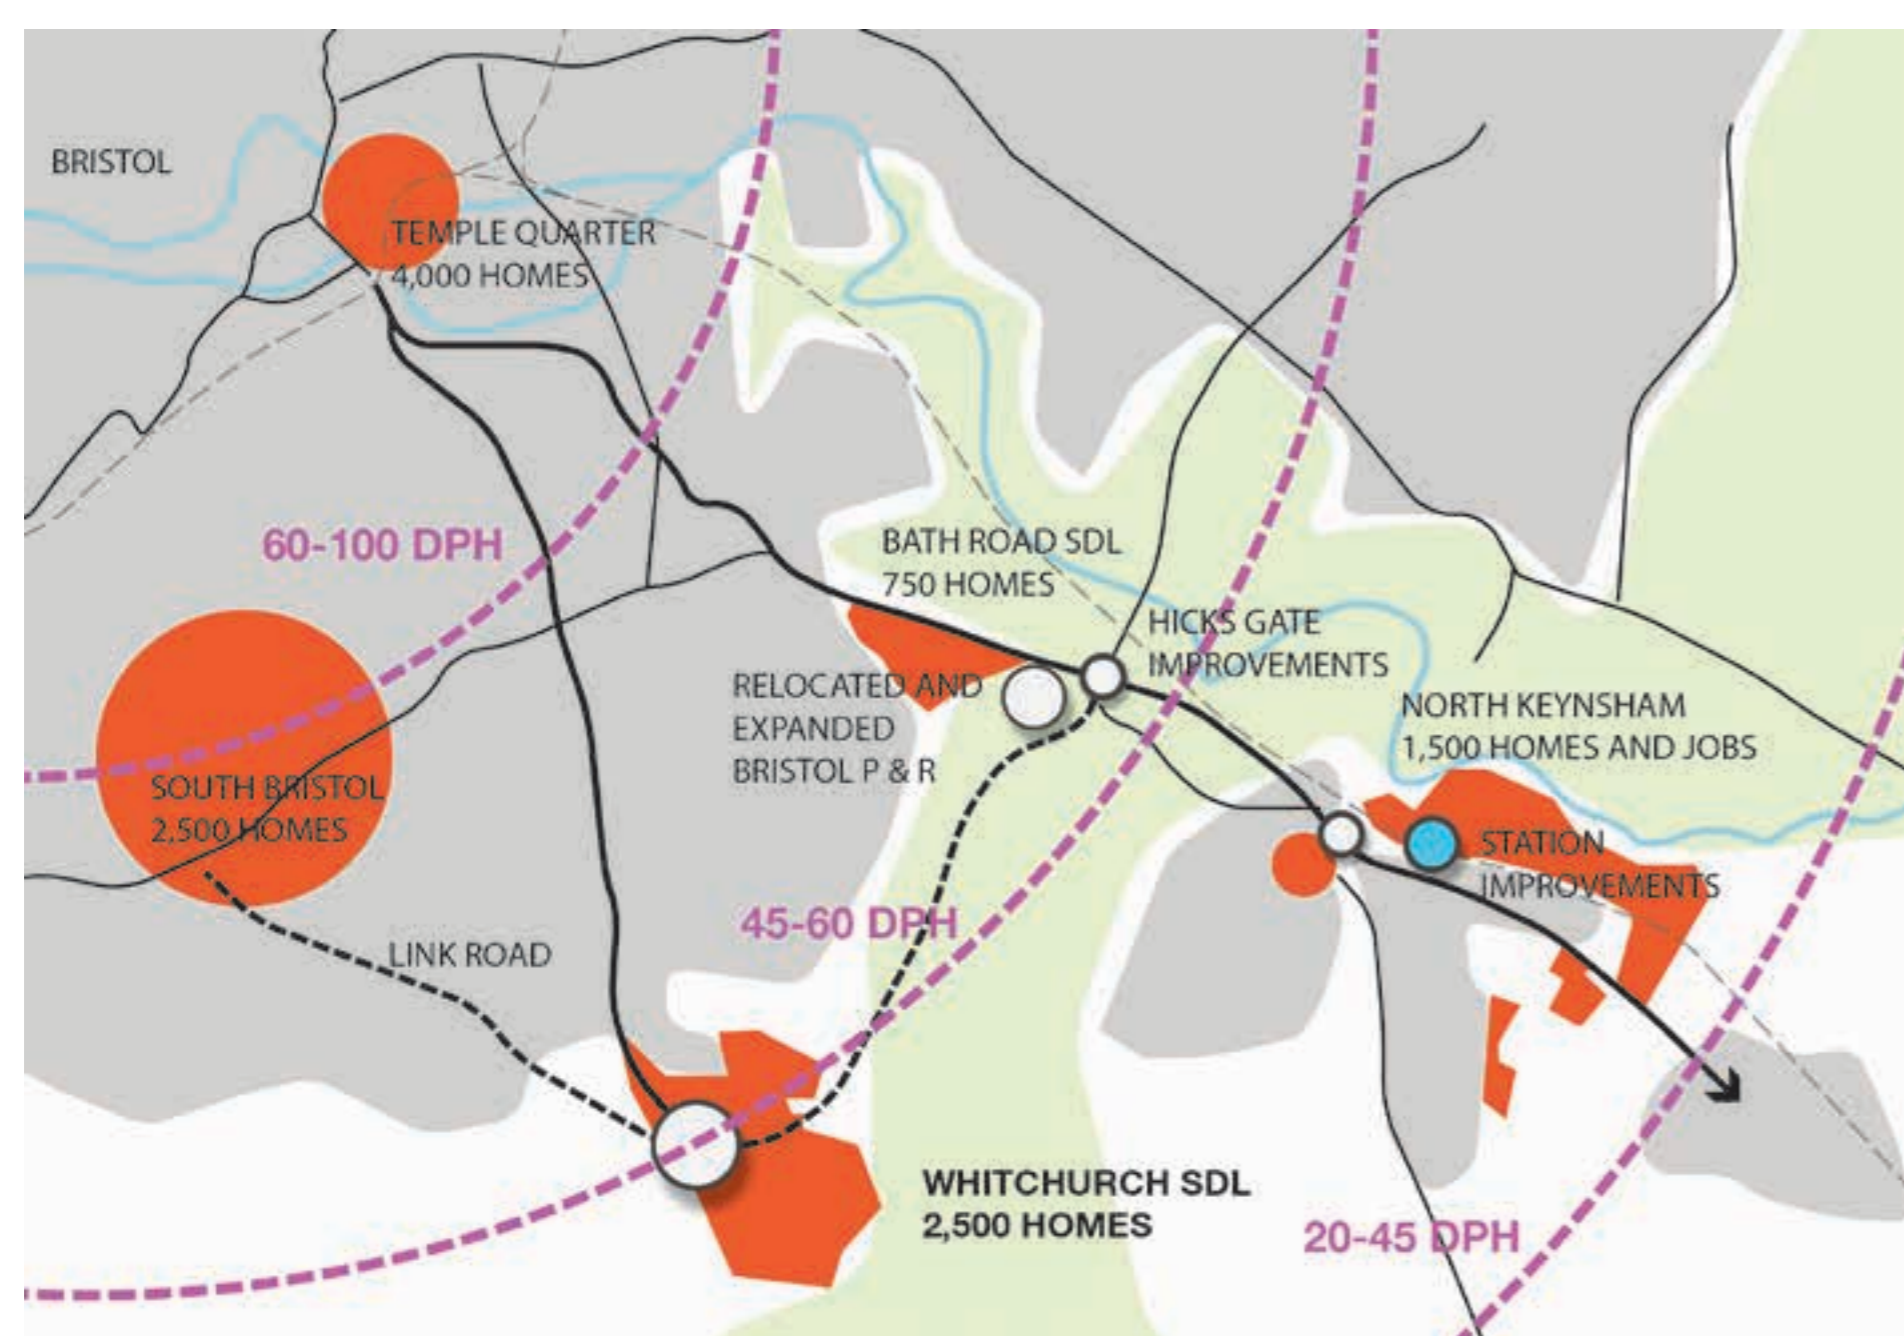 BRISTOL
TEMPLE QUARTER
4,000 HOMES
60-100 DPH
BATH ROAD SDL
750 HOMES
HICKS GATE
IMPROVEMENTS
RELOCATED AND
EXPANDED
BRISTOL P & R
NORTH KEYNSHAM
1,500 HOMES AND JOBS
SOUTH BRISTOL
2,500 HOMES
STATION
IMPROVEMENTS
45-60 DPH
LINK ROAD
WHITCHURCH SDL
2,500 HOMES
20-45 DPH